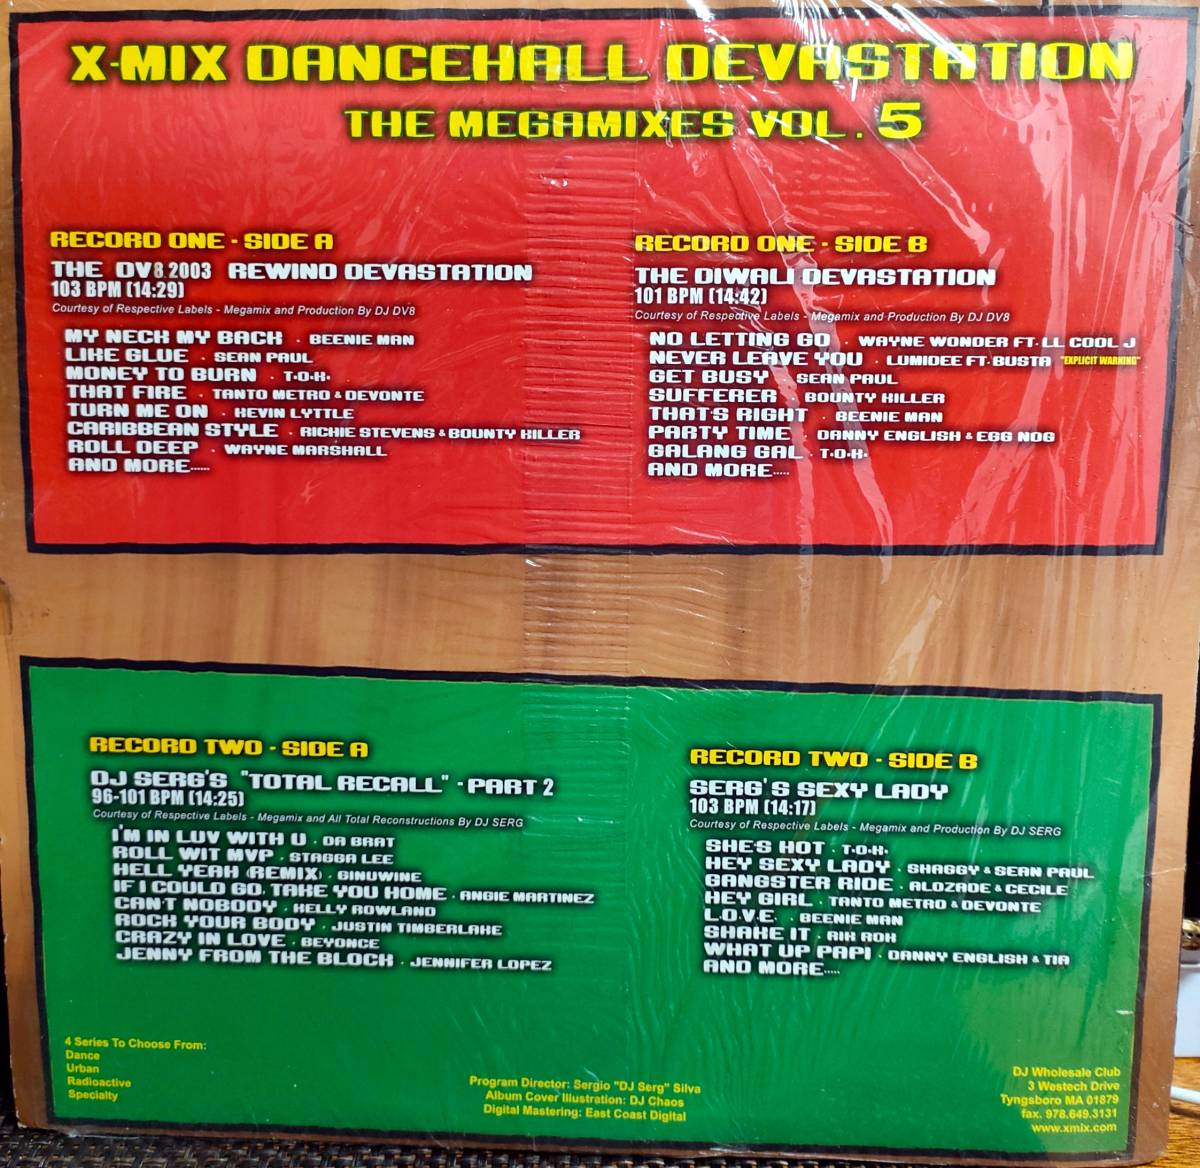 X-MIX DANCEHALL DEVASTATION
THE MEGAMIXES VOL. 5
RECORD ONE - SIDE A
THE DV8 2003 REWIND DEVASTATION
103 BPM (14:29)
Courtesy of Respective Labels - Megamix and Production By DJ DV8
MY NECK MY BACK - BEENIE MAN
LIKE GLUE - SEAN PAUL
MONEY TO BURN - T.O.K.
THAT FIRE - TANTO METRO & DEVONTE
TURN ME ON - KEVIN LYTTLE
CARIBBEAN STYLE - RICHIE STEVENS & BOUNTY KILLER
ROLL DEEP - WAYNE MARSHALL
AND MORE......
RECORD ONE - SIDE B
THE DIWALI DEVASTATION
101 BPM (14:42)
Courtesy of Respective Labels - Megamix and Production By DJ DV8
NO LETTING GO - WAYNE WONDER FT. LL COOL J
NEVER LEAVE YOU - LUMIDEE FT. BUSTA "EXPLICIT WARNING"
GET BUSY - SEAN PAUL
SUFFERER - BOUNTY KILLER
THAT'S RIGHT - BEENIE MAN
PARTY TIME - DANNY ENGLISH & EGG NOG
GALANG GAL - T.O.K.
AND MORE.....
RECORD TWO - SIDE A
DJ SERG'S "TOTAL RECALL" - PART 2
96-101 BPM (14:25)
Courtesy of Respective Labels - Megamix and All Total Reconstructions By DJ SERG
I'M IN LUV WITH U - DA BRAT
ROLL WIT MVP - STAGGA LEE
HELL YEAH (REMIX) - GINUWINE
IF I COULD GO, TAKE YOU HOME - ANGIE MARTINEZ
CAN'T NOBODY - KELLY ROWLAND
ROCK YOUR BODY - JUSTIN TIMBERLAKE
CRAZY IN LOVE - BEYONCE
JENNY FROM THE BLOCK - JENNIFER LOPEZ
RECORD TWO - SIDE B
SERG'S SEXY LADY
103 BPM (14:17)
Courtesy of Respective Labels - Megamix and Production By DJ SERG
SHE'S HOT - T.O.K.
HEY SEXY LADY - SHAGGY & SEAN PAUL
GANGSTER RIDE - ALOZADE & CECILE
HEY GIRL - TANTO METRO & DEVONTE
L.O.V.E. - BEENIE MAN
SHAKE IT - RIK ROK
WHAT UP PAPI - DANNY ENGLISH & TIA
AND MORE.....
4 Series To Choose From:
Dance
Urban
Radioactive
Specialty
Program Director: Sergio "DJ Serg" Silva
Album Cover Illustration: DJ Chaos
Digital Mastering: East Coast Digital
DJ Wholesale Club
3 Westech Drive
Tyngsboro MA 01879
fax. 978.649.3131
www.xmix.com